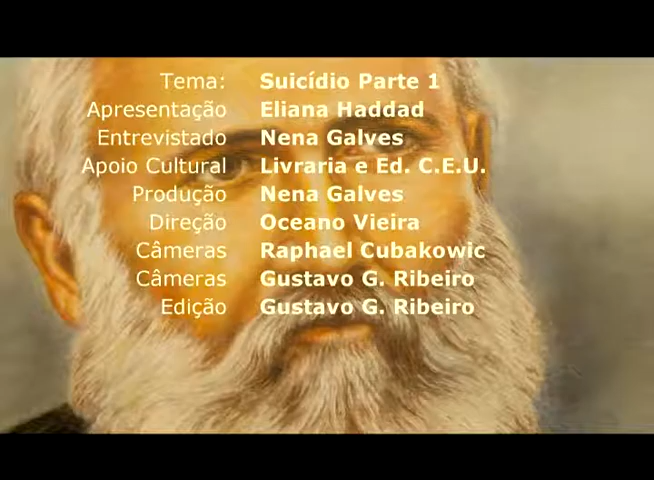 Tema: Suicídio Parte 1
Apresentação Eliana Haddad
Entrevistado Nena Galves
Apoio Cultural Livraria e Ed. C.E.U.
Produção Nena Galves
Direção Oceano Vieira
Câmeras Raphael Cubakowic
Câmeras Gustavo G. Ribeiro
Edição Gustavo G. Ribeiro